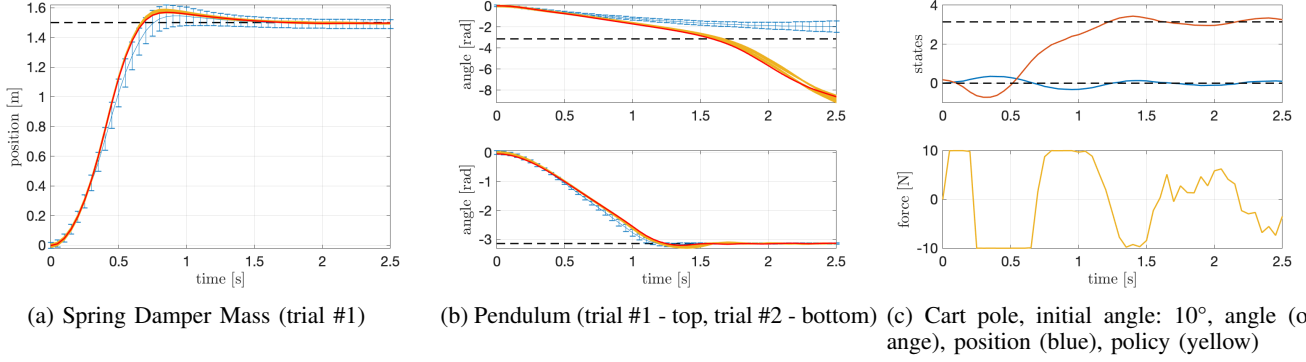 1.6
1.4
1.2
1
0.8
0.6
0.4
0.2
0
position [m]
0 0.5 1 1.5 2 2.5
time [s]
0
-2
-4
-6
-8
angle [rad]
0 0.5 1 1.5 2 2.5
0
-1
-2
-3
angle [rad]
0 0.5 1 1.5 2 2.5
time [s]
4
2
0
states
0 0.5 1 1.5 2 2.5
10
0
-10
force [N]
0 0.5 1 1.5 2 2.5
time [s]
(a) Spring Damper Mass (trial #1)
(b) Pendulum (trial #1 - top, trial #2 - bottom)
(c) Cart pole, initial angle: 10°, angle (o
ange), position (blue), policy (yellow)